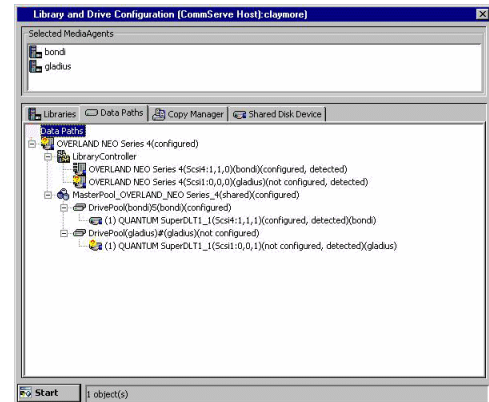 Library and Drive Configuration (CommServe Host):claymore)
Selected MediaAgents
bondi
gladius
Libraries
Data Paths
Copy Manager
Shared Disk Device
Data Paths
OVERLAND NEO Series 4(configured)
LibraryController
OVERLAND NEO Series 4(Scsi4:1,1,0)(bondi)(configured, detected)
OVERLAND NEO Series 4(Scsi1:0,0,0)(gladius)(not configured, detected)
MasterPool_OVERLAND_NEO Series_4(shared)(configured)
DrivePool(bondi)5(bondi)(configured)
(1) QUANTUM SuperDLT1_1(Scsi4:1,1,1)(configured, detected)(bondi)
DrivePool(gladius)#(gladius)(not configured)
(1) QUANTUM SuperDLT1_1(Scsi1:0,0,1)(not configured, detected)(gladius)
Start
1 object(s)